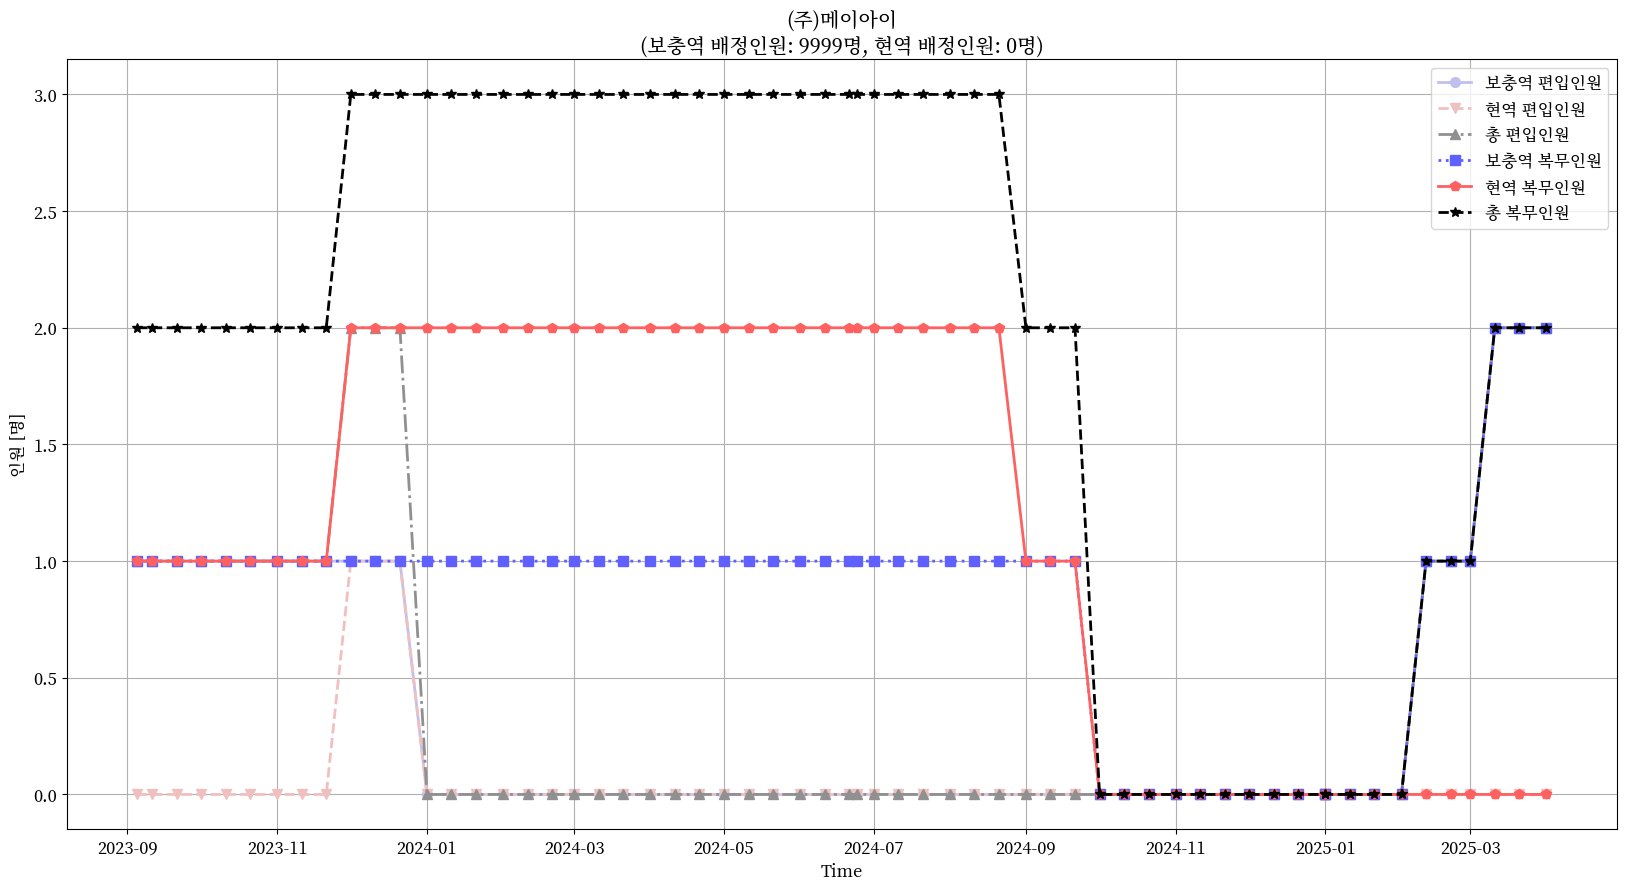 (주)메이아이
(보충역 배정인원: 9999명, 현역 배정인원: 0명)
보충역 편입인원
현역 편입인원
총 편입인원
보충역 복무인원
현역 복무인원
총 복무인원
인원 [명]
3.0
2.5
2.0
1.5
1.0
0.5
0.0
2023-09
2023-11
2024-01
2024-03
2024-05
2024-07
2024-09
2024-11
2025-01
2025-03
Time